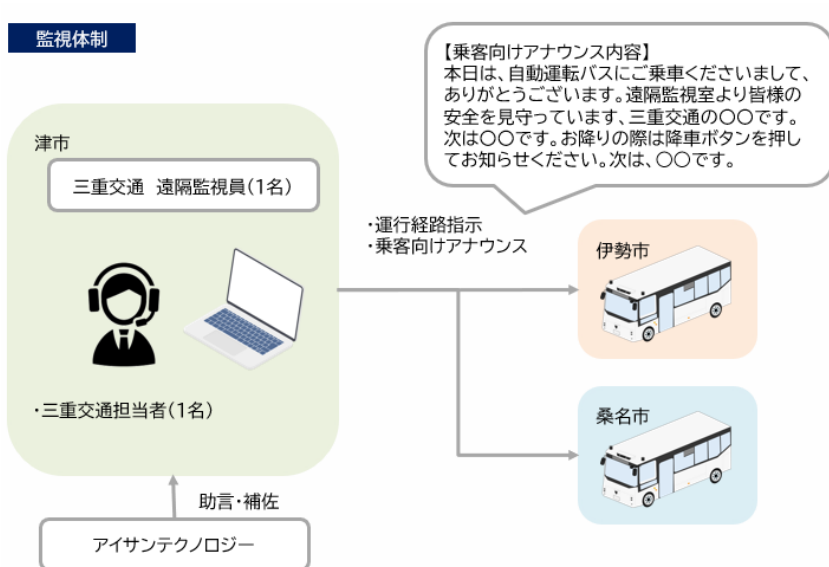 監視体制
【乗客向けアナウンス内容】
本日は、自動運転バスにご乗車くださいまして、
ありがとうございます。遠隔監視室より皆様の
安全を見守っています、三重交通の〇〇です。
次は〇〇です。お降りの際は降車ボタンを押し
てお知らせください。次は、〇〇です。
津市
三重交通 遠隔監視員(1名)
・運行経路指示
・乗客向けアナウンス
伊勢市
・三重交通担当者(1名)
桑名市
助言・補佐
アイサンテクノロジー